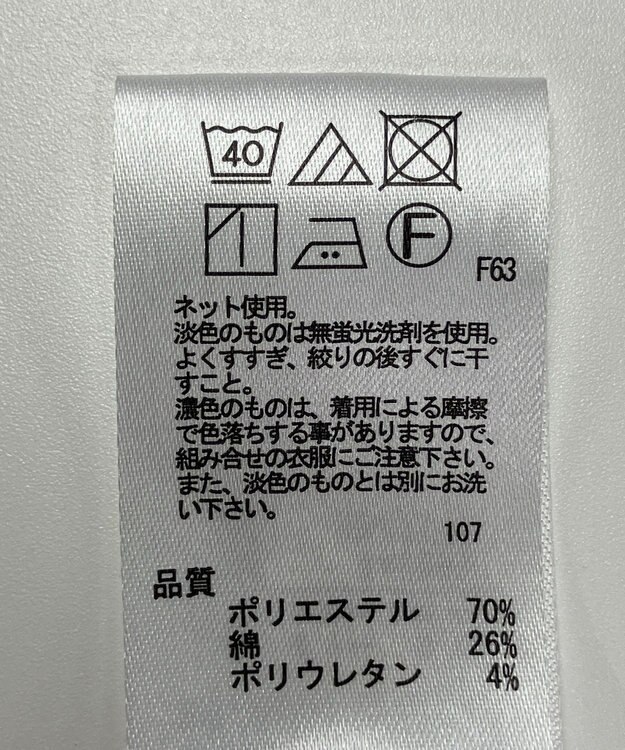 40
F
F63
ネット使用。
淡色のものは無蛍光洗剤を使用。
よくすすぎ、絞りの後すぐに干
すこと。
濃色のものは、着用による摩擦
で色落ちする事がありますので、
組み合せの衣服にご注意下さい。
また、淡色のものとは別にお洗
い下さい。
107
品質
ポリエステル 70%
綿 26%
ポリウレタン 4%